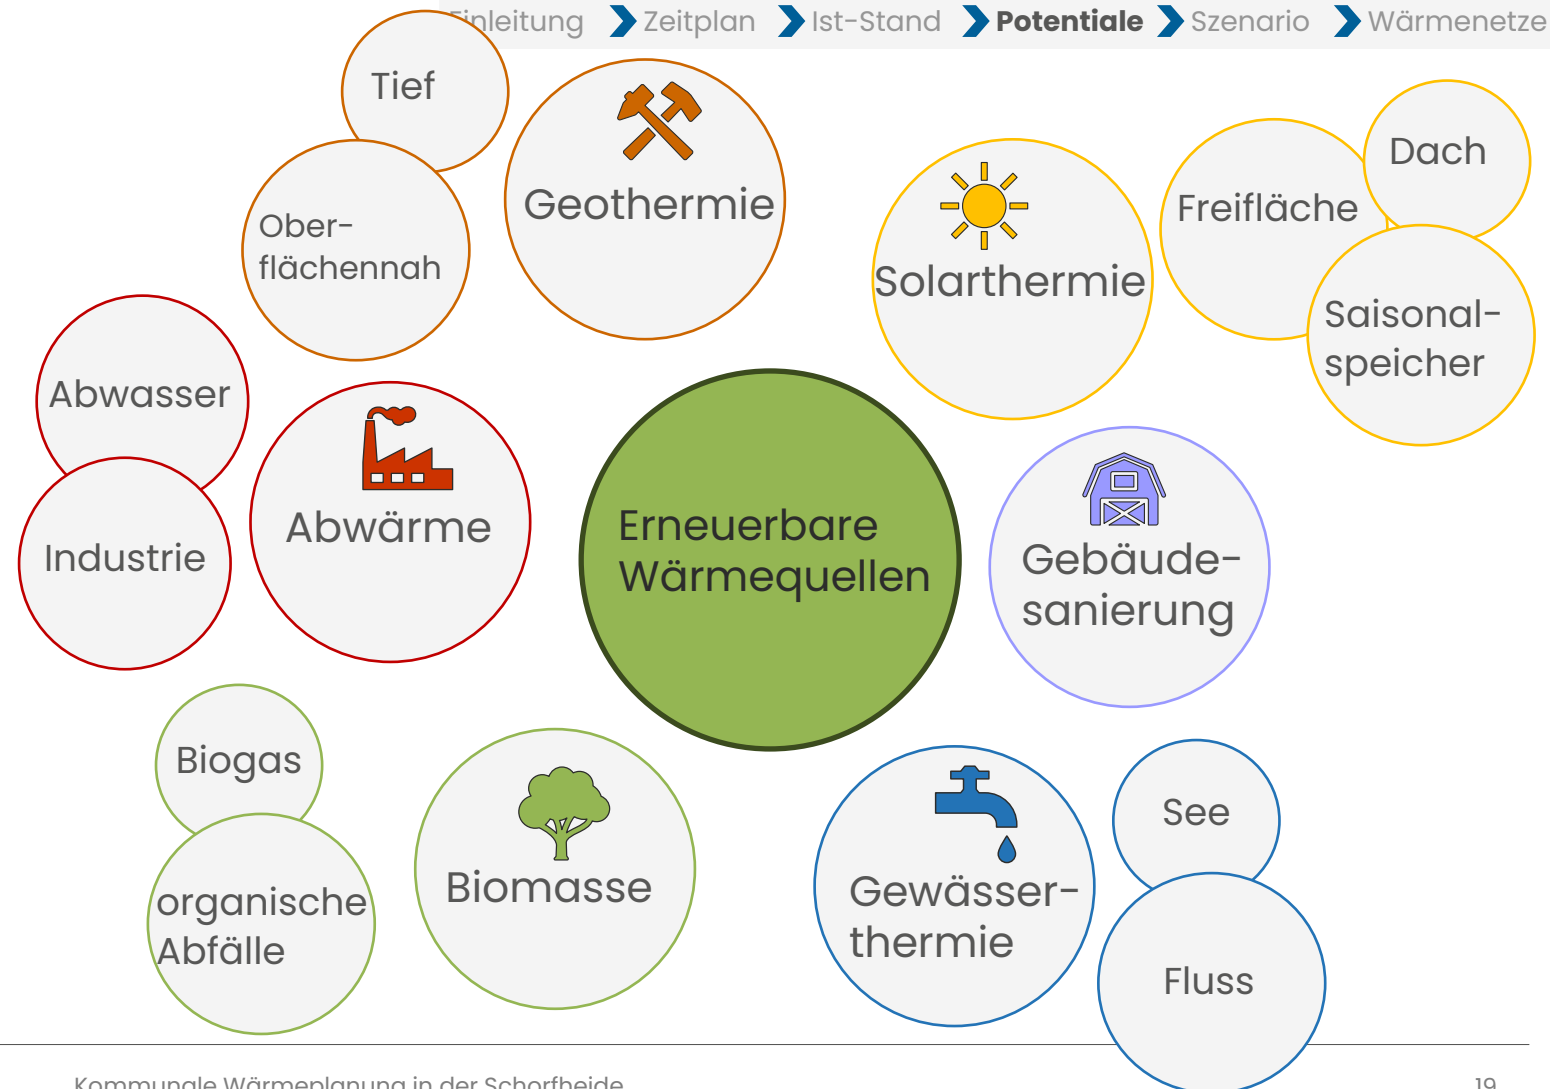 Einleitung Zeitplan Ist-Stand Potentiale Szenario Wärmenetze
Tief
Geothermie
Ober-
flächennah
Solarthermie
Freifläche
Dach
Saisonal-
speicher
Abwasser
Industrie
Abwärme
Erneuerbare
Wärmequellen
Gebäude-
sanierung
Biogas
organische
Abfälle
Biomasse
Gewässer-
thermie
See
Fluss
Kommunale Wärmeplanung in der Schorfheide
19